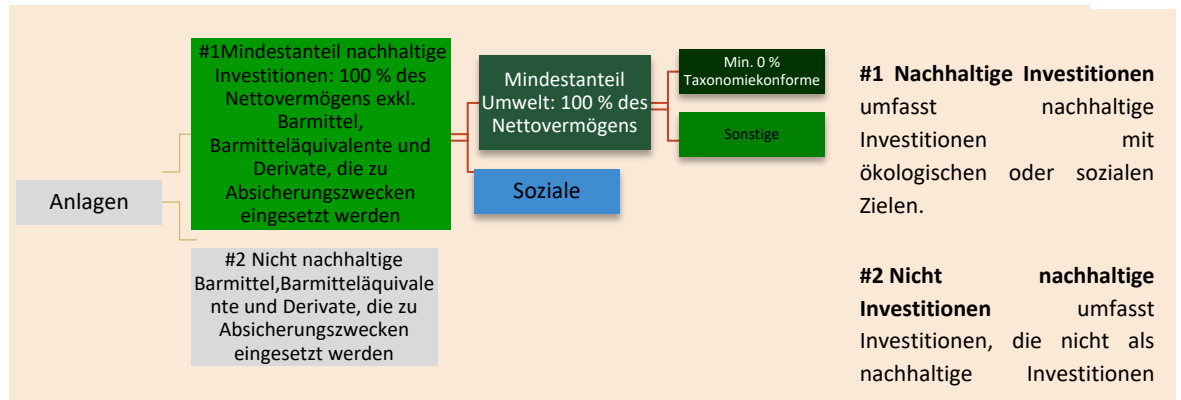 Anlagen
#1Mindestanteil nachhaltige
Investitionen: 100 % des
Nettovermögens exkl.
Barmittel,
Barmitteläquivalente und
Derivate, die zu
Absicherungszwecken
eingesetzt werden
#2 Nicht nachhaltige
Barmittel,Barmitteläquivale
nte und Derivate, die zu
Absicherungszwecken
eingesetzt werden
Mindestanteil
Umwelt: 100 % des
Nettovermögens
Soziale
Min. 0 %
Taxonomiekonforme
Sonstige
#1 Nachhaltige Investitionen
umfasst nachhaltige
Investitionen mit
ökologischen oder sozialen
Zielen.
#2 Nicht nachhaltige
Investitionen umfasst
Investitionen, die nicht als
nachhaltige Investitionen